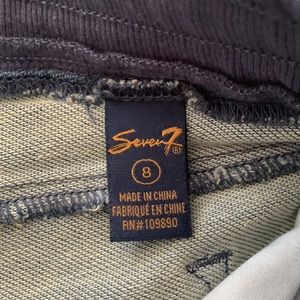 Seven7®
8
MADE IN CHINA
FABRIQUÉ EN CHINE
RN#109890